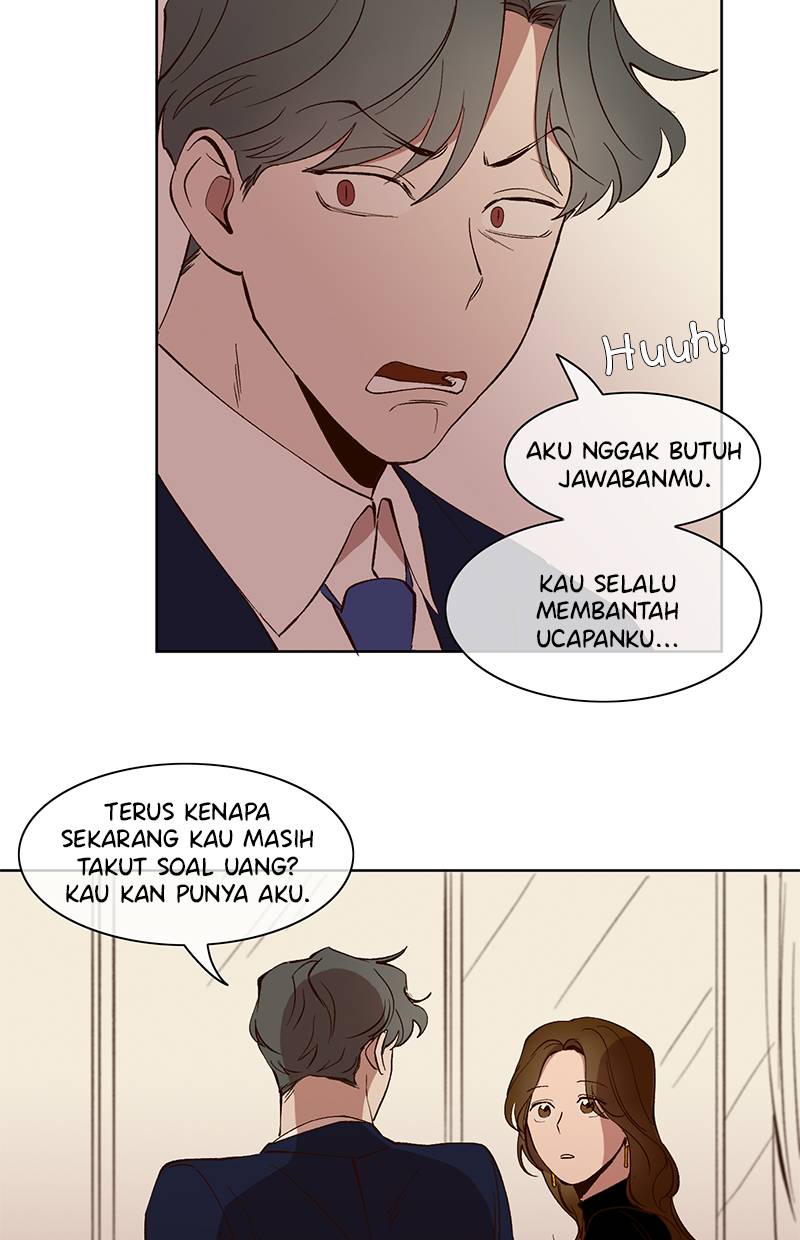 Huuh!
AKU NGGAK BUTUH
JAWABANMU.
KAU SELALU
MEMBANTAH
UCAPANKU...
TERUS KENAPA
SEKARANG KAU MASIH
TAKUT SOAL UANG?
KAU KAN PUNYA AKU.